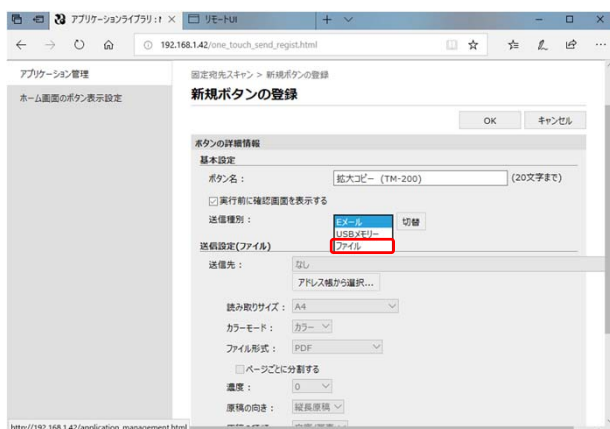 アプリケーションライブラリ: ﾘ
リモートUI
192.168.1.42/one_touch_send_regist.html
アプリケーション管理
固定宛先スキャン > 新規ボタンの登録
ホーム画面のボタン表示設定
新規ボタンの登録
OK
キャンセル
ボタンの詳細情報
基本設定
ボタン名：
拡大コピー (TM-200)
(20文字まで)
実行前に確認画面を表示する
送信種別：
Eメール
切替
USBメモリー
ファイル
送信設定(ファイル)
送信先：
なし
アドレス帳から選択...
読み取りサイズ：
A4
カラーモード：
カラー
ファイル形式：
PDF
ページごとに分割する
濃度：
0
原稿の向き：
縦長原稿
http://192.168.1.42/application_management.html